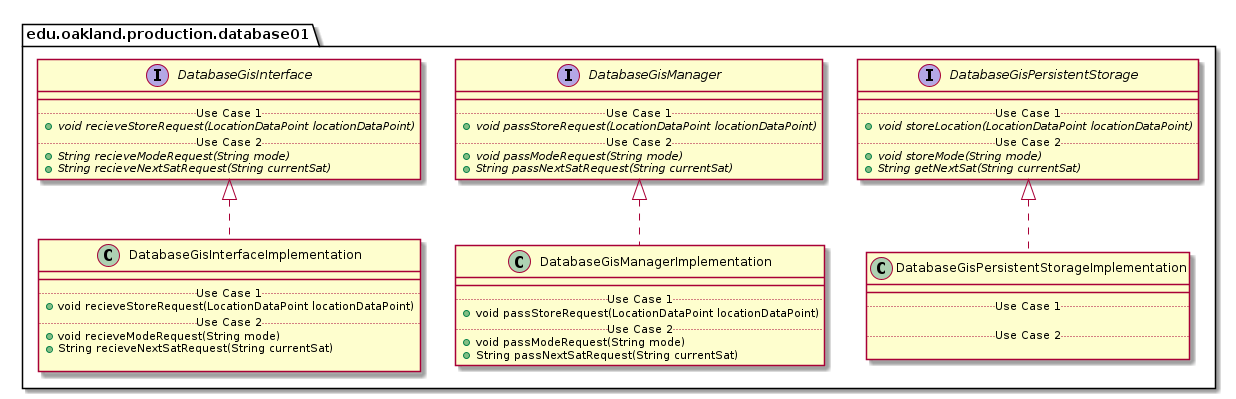 edu.oakland.production.database01
I DatabaseGisInterface
Use Case 1
void recieveStoreRequest(LocationDataPoint locationDataPoint)
Use Case 2
String recieveModeRequest(String mode)
String recieveNextSatRequest(String currentSat)
I DatabaseGisManager
Use Case 1
void passStoreRequest(LocationDataPoint locationDataPoint)
Use Case 2
void passModeRequest(String mode)
String passNextSatRequest(String currentSat)
I DatabaseGisPersistentStorage
Use Case 1
void storeLocation(LocationDataPoint locationDataPoint)
Use Case 2
void storeMode(String mode)
String getNextSat(String currentSat)
C DatabaseGisInterfaceImplementation
Use Case 1
void recieveStoreRequest(LocationDataPoint locationDataPoint)
Use Case 2
void recieveModeRequest(String mode)
String recieveNextSatRequest(String currentSat)
C DatabaseGisManagerImplementation
Use Case 1
void passStoreRequest(LocationDataPoint locationDataPoint)
Use Case 2
void passModeRequest(String mode)
String passNextSatRequest(String currentSat)
C DatabaseGisPersistentStorageImplementation
Use Case 1
Use Case 2